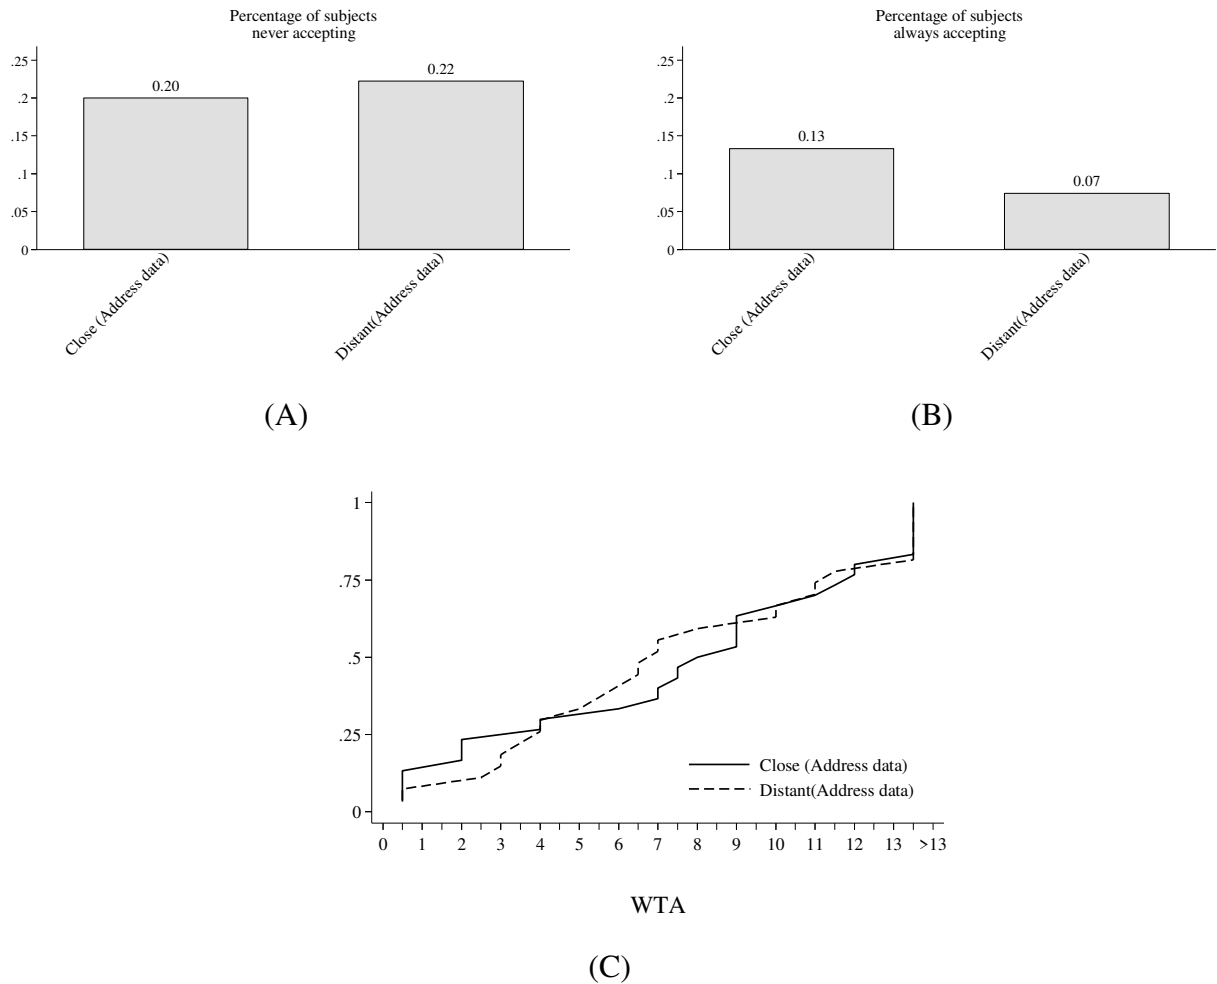 Percentage of subjects
never accepting
.25
.2
.15
.1
.05
0
0.20
0.22
Close (Address data)
Distant(Address data)
(A)
Percentage of subjects
always accepting
.25
.2
.15
.1
.05
0
0.13
0.07
Close (Address data)
Distant(Address data)
(B)
1
.75
.5
.25
0
Close (Address data)
Distant(Address data)
0 1 2 3 4 5 6 7 8 9 10 11 12 13 >13
WTA
(C)